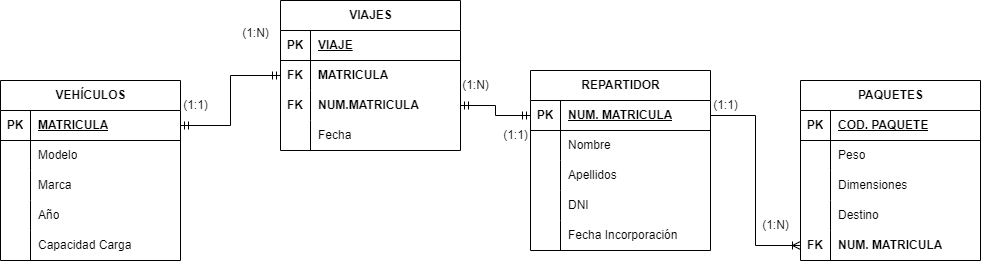 VIAJES
(1:N)
PK VIAJE
FK MATRICULA
FK NUM.MATRICULA
Fecha
VEHÍCULOS
(1:1)
PK MATRICULA
Modelo
Marca
Año
Capacidad Carga
(1:N)
REPARTIDOR
(1:1)
PK NUM. MATRICULA
(1:1)
Nombre
Apellidos
DNI
Fecha Incorporación
PAQUETES
PK COD. PAQUETE
Peso
Dimensiones
Destino
(1:N)
FK NUM. MATRICULA